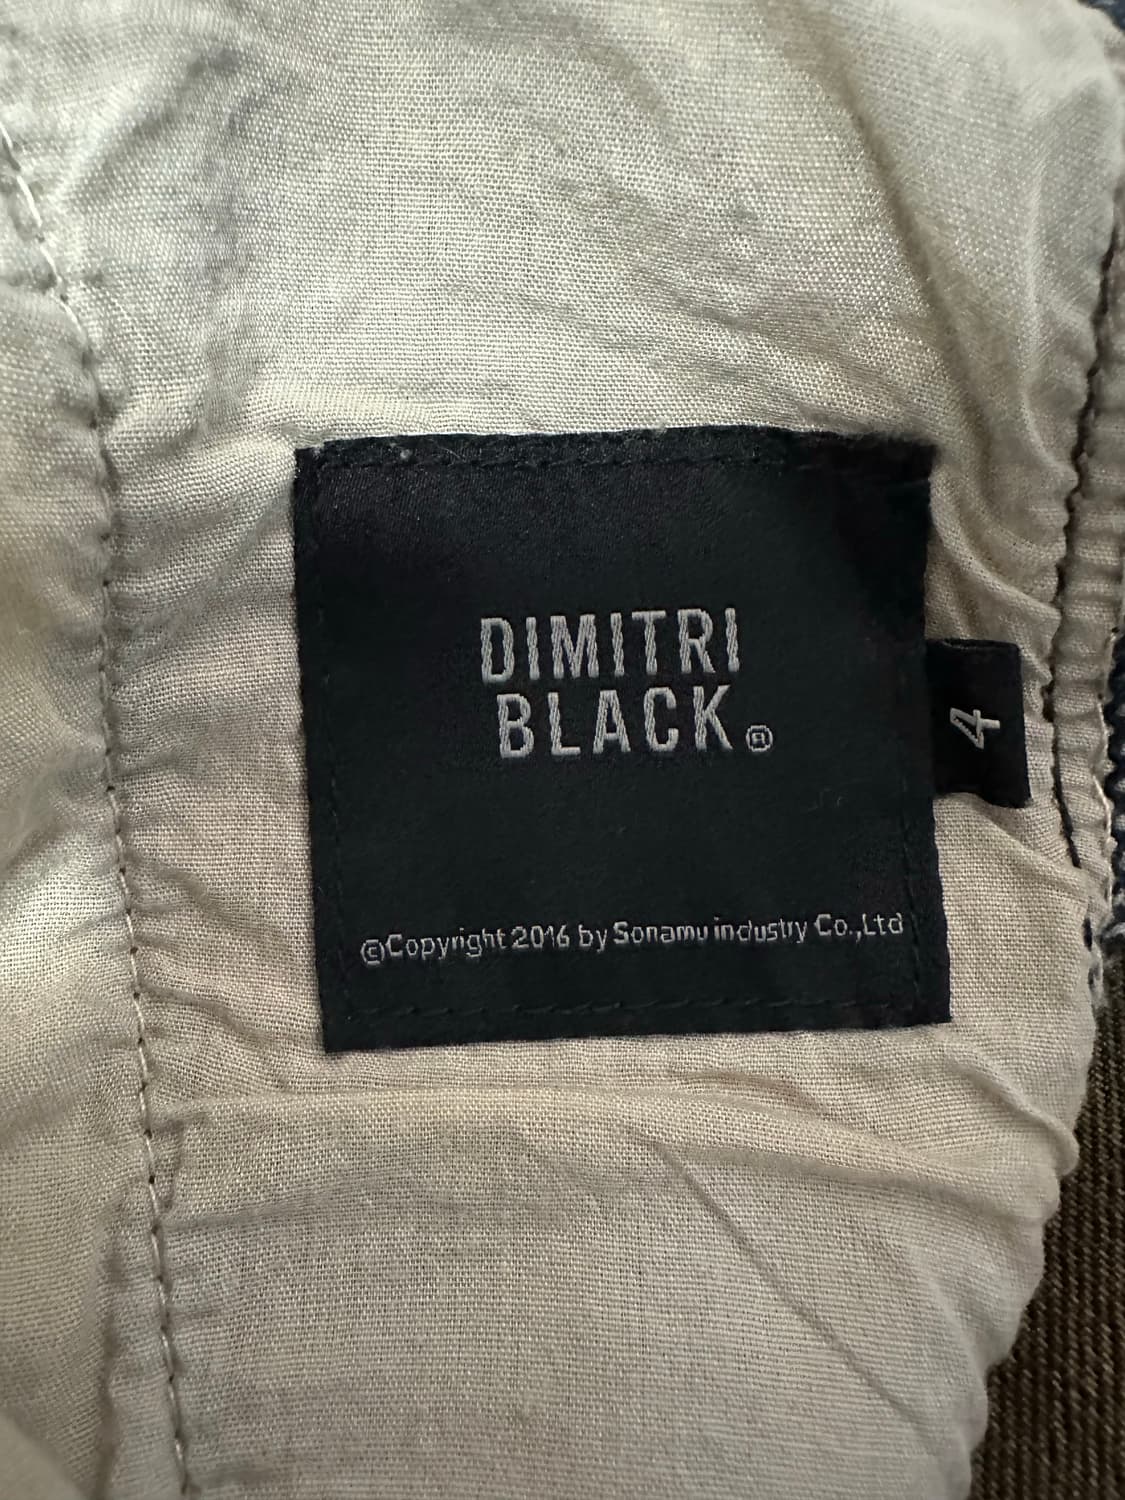 DIMITRI
BLACK®
4
©Copyright 2016 by Sonamu industry Co.,Ltd